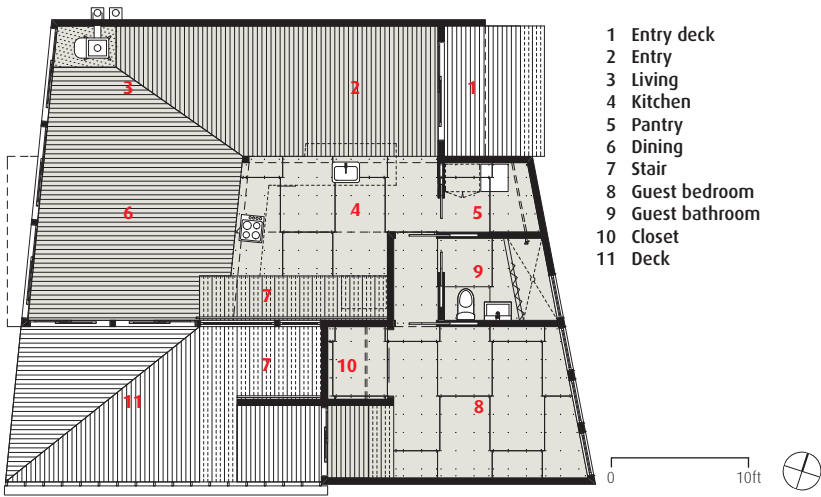 1 Entry deck
2 Entry
3 Living
4 Kitchen
5 Pantry
6 Dining
7 Stair
8 Guest bedroom
9 Guest bathroom
10 Closet
11 Deck
3
2
1
6
4
5
9
7
7
10
11
8
0 10ft